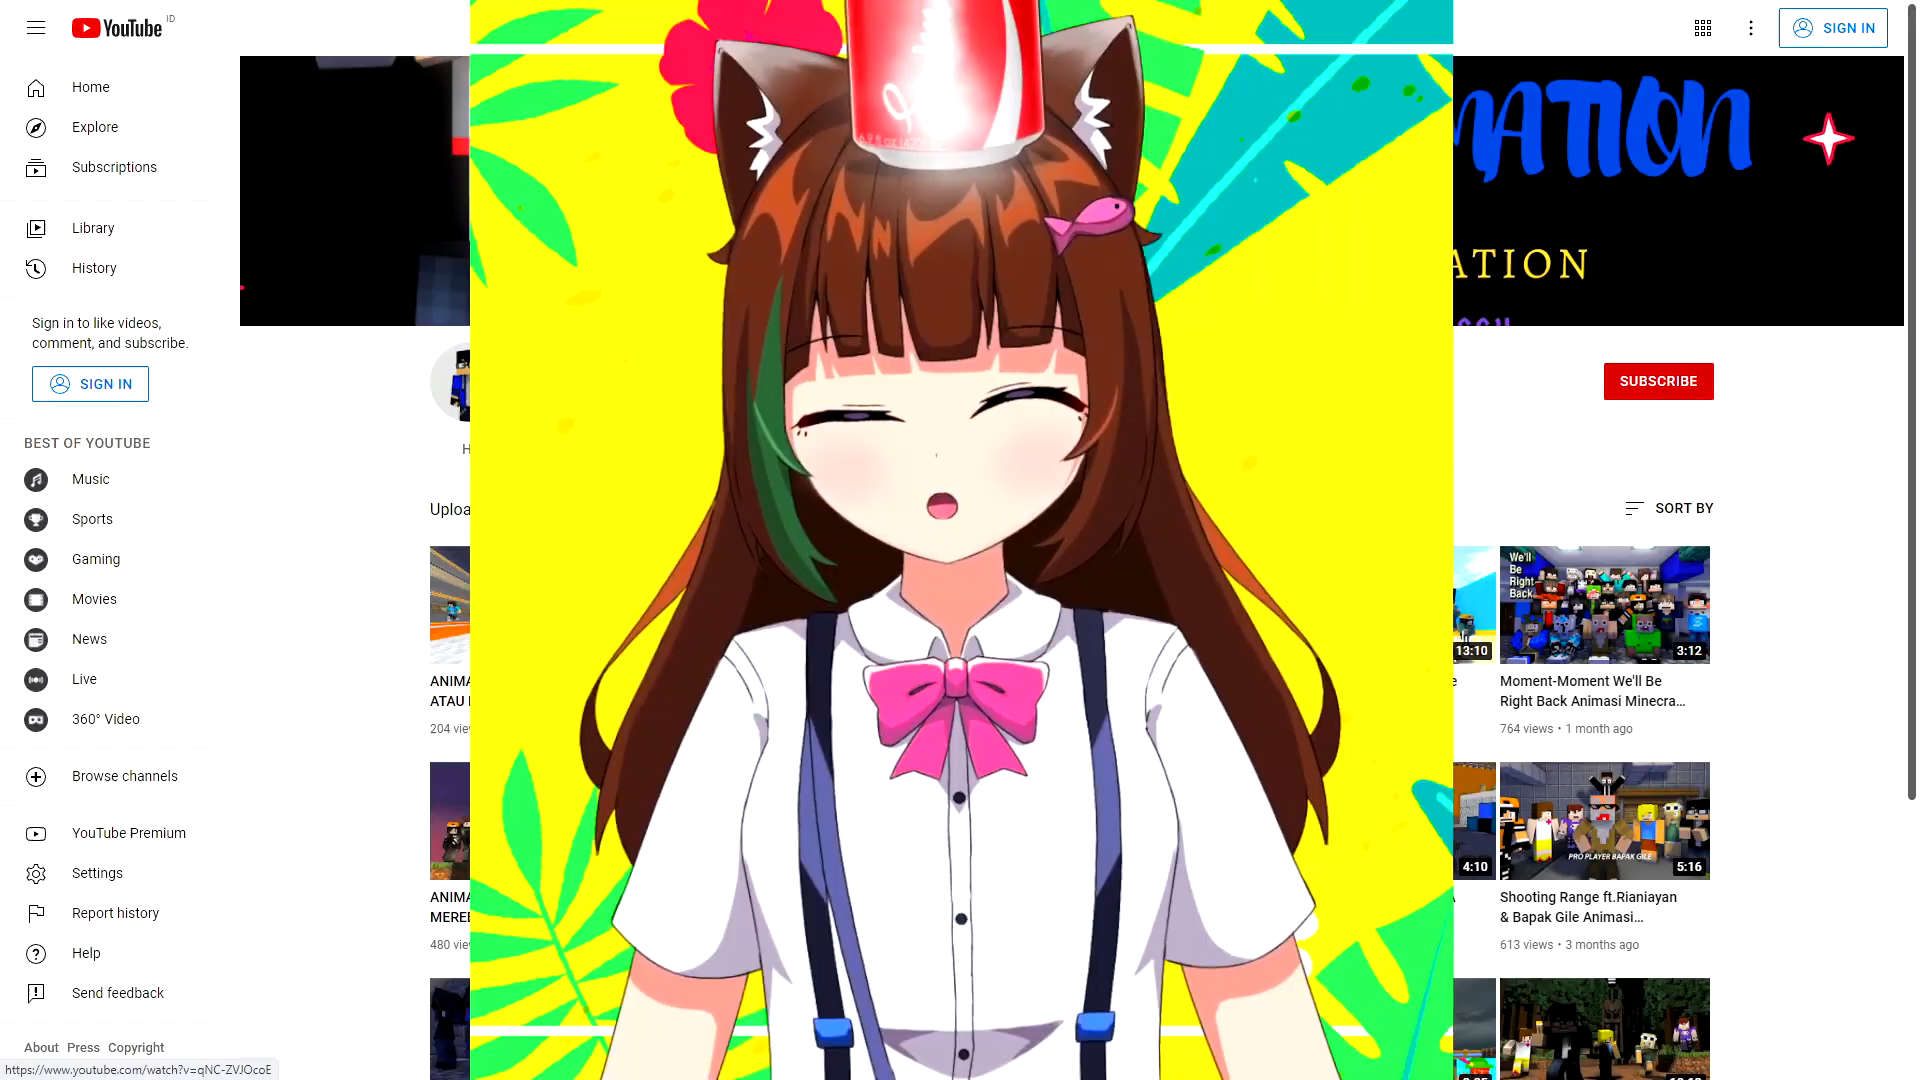 YouTube ID
SIGN IN
Home
Explore
Subscriptions
Library
History
Sign in to like videos,
comment, and subscribe.
SIGN IN
BEST OF YOUTUBE
Music
Sports
Gaming
Movies
News
Live
360° Video
Browse channels
YouTube Premium
Settings
Report history
Help
Send feedback
About Press Copyright
https://www.youtube.com/watch?v=qNC-ZVJOcoE
MATION
ATION
SUBSCRIBE
H
Uploa
SORT BY
ANIMA
ATAU
204 vie
13:10
e
We'll
Be
Right
Back
3:12
Moment-Moment We'll Be
Right Back Animasi Minecra…
764 views • 1 month ago
ANIMA
MERE
480 vie
4:10
PRO PLAYER BAPAK GILE
5:16
Shooting Range ft.Rianiayan
& Bapak Gile Animasi…
613 views • 3 months ago